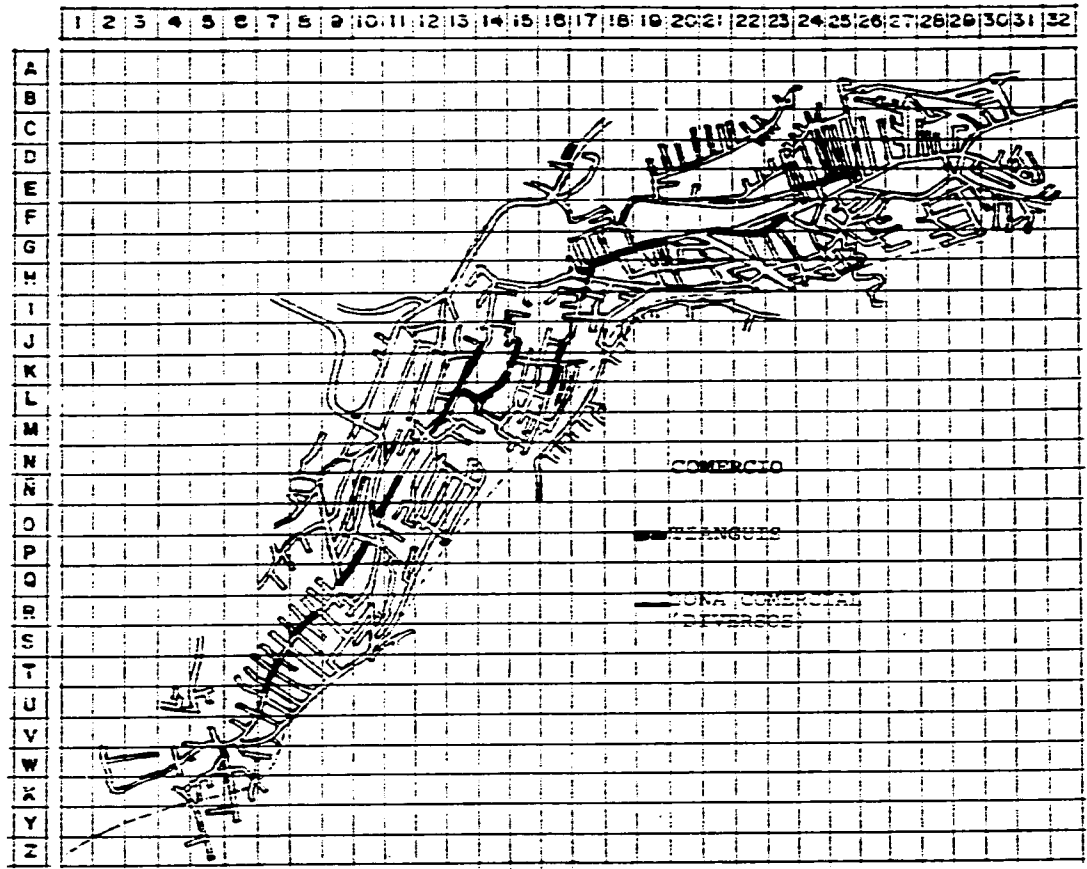 1 2 3 4 5 6 7 8 9 10 11 12 13 14 15 16 17 18 19 20 21 22 23 24 25 26 27 28 29 30 31 32
A
B
C
D
E
F
G
H
I
J
K
L
M
N
Ñ
O
P
Q
R
S
T
U
V
W
X
Y
Z
COMERCIO
TIANGUIS
ZONA COMERCIAL
(DIVERSOS)